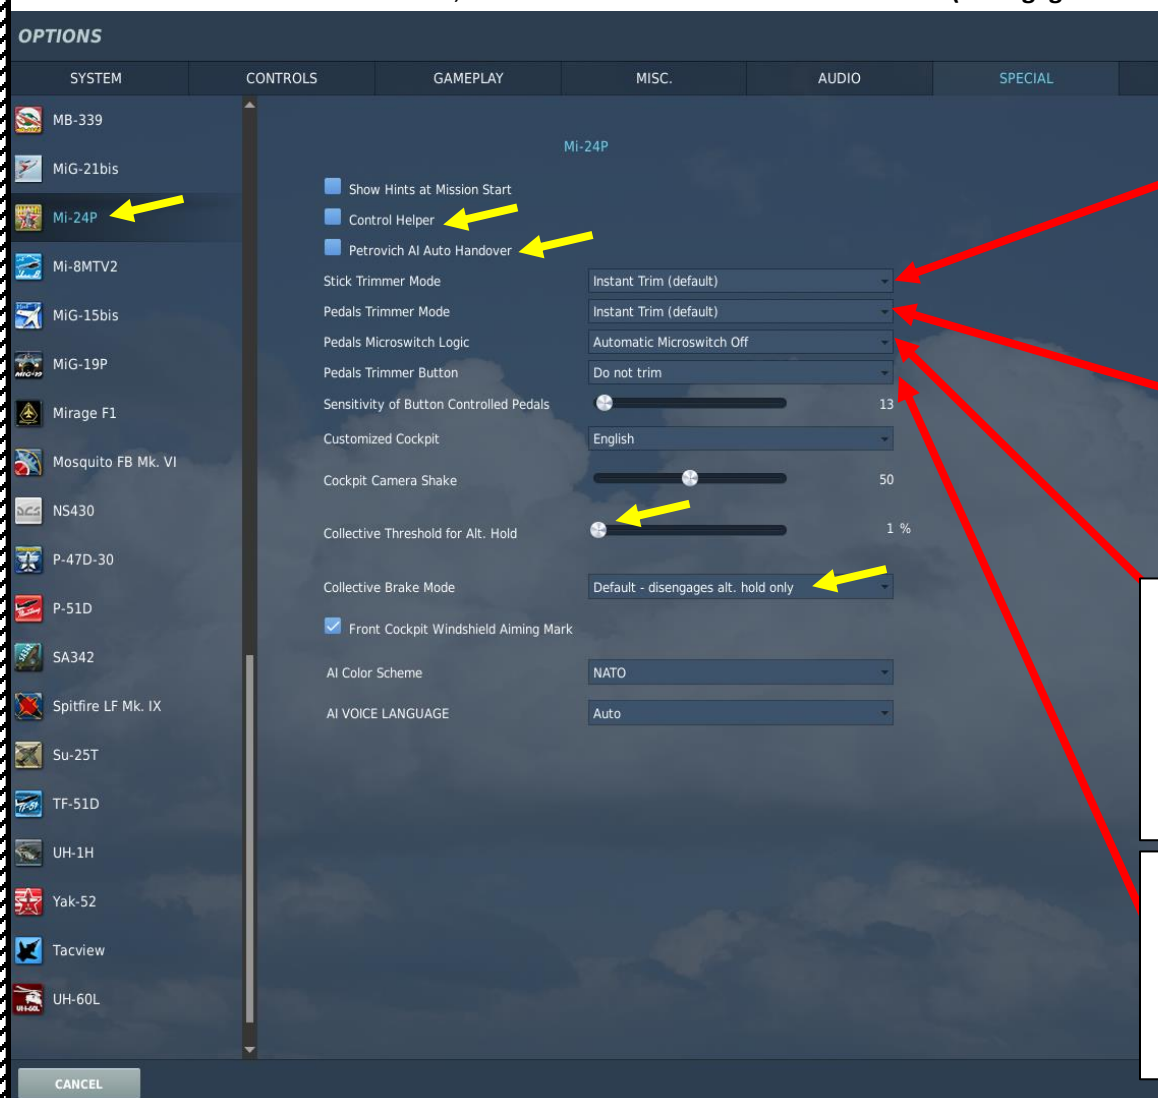 OPTIONS
SYSTEM CONTROLS GAMEPLAY MISC. AUDIO SPECIAL
MB-339
MiG-21bis
Mi-24P
Mi-8MTV2
MiG-15bis
MiG-19P
Mirage F1
Mosquito FB Mk. VI
NS430
P-47D-30
P-51D
SA342
Spitfire LF Mk. IX
Su-25T
TF-51D
UH-1H
Yak-52
Tacview
UH-60L
Mi-24P
Show Hints at Mission Start
Control Helper
Petrovich AI Auto Handover
Stick Trimmer Mode Instant Trim (default)
Pedals Trimmer Mode Instant Trim (default)
Pedals Microswitch Logic Automatic Microswitch Off
Pedals Trimmer Button Do not trim
Sensitivity of Button Controlled Pedals 13
Customized Cockpit English
Cockpit Camera Shake 50
Collective Threshold for Alt. Hold 1 %
Collective Brake Mode Default - disengages alt. hold only
Front Cockpit Windshield Aiming Mark
AI Color Scheme NATO
AI VOICE LANGUAGE Auto
CANCEL